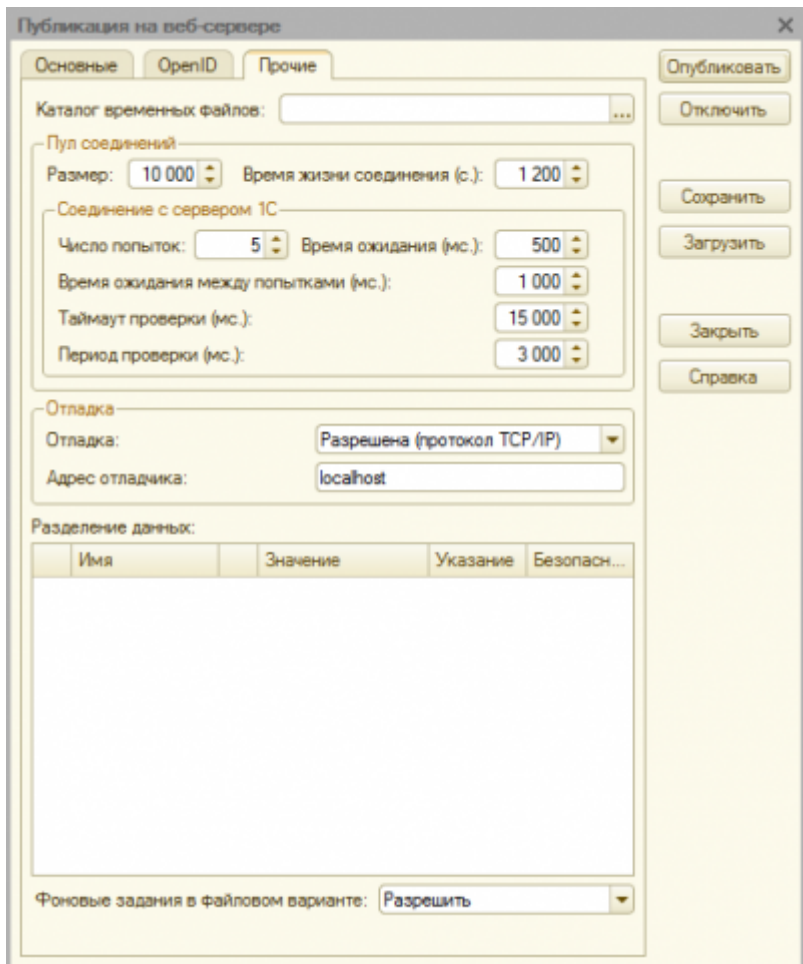 Публикация на веб-сервере
Основные OpenID Прочие
Опубликовать
Каталог временных файлов: ...
Отключить
Пул соединений
Размер: 10 000 Время жизни соединения (с.): 1 200
Сохранить
Соединение с сервером 1С
Число попыток: 5 Время ожидания (мс.): 500
Загрузить
Время ожидания между попытками (мс.): 1 000
Таймаут проверки (мс.): 15 000
Закрыть
Период проверки (мс.): 3 000
Справка
Отладка
Отладка: Разрешена (протокол TCP/IP)
Адрес отладчика: localhost
Разделение данных:
Имя Значение Указание Безопасн...
Фоновые задания в файловом варианте: Разрешить